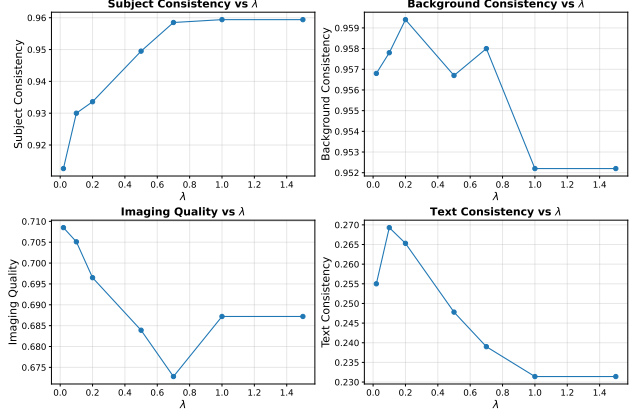 Subject Consistency vs λ
Subject Consistency
0.96
0.95
0.94
0.93
0.92
0.0 0.2 0.4 0.6 0.8 1.0 1.2 1.4
λ
Background Consistency vs λ
Background Consistency
0.959
0.958
0.957
0.955
0.954
0.953
0.952
0.0 0.2 0.4 0.6 0.8 1.0 1.2 1.4
λ
Imaging Quality vs λ
Imaging Quality
0.710
0.705
0.700
0.695
0.690
0.685
0.680
0.675
0.0 0.2 0.4 0.6 0.8 1.0 1.2 1.4
λ
Text Consistency vs λ
Text Consistency
0.270
0.265
0.260
0.255
0.250
0.245
0.240
0.235
0.230
0.0 0.2 0.4 0.6 0.8 1.0 1.2 1.4
λ